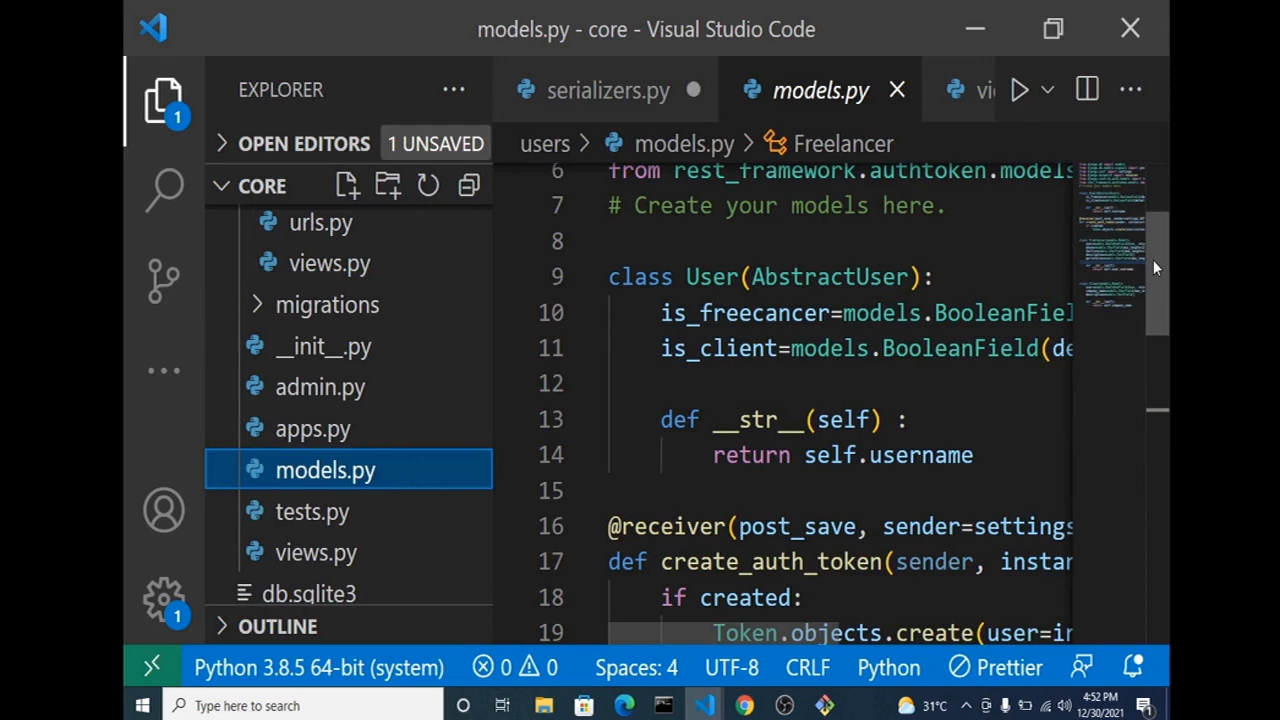 models.py - core - Visual Studio Code
EXPLORER
serializers.py
models.py
OPEN EDITORS
1 UNSAVED
users
models.py
Freelancer
CORE
urls.py
views.py
migrations
__init__.py
admin.py
apps.py
models.py
tests.py
views.py
db.sqlite3
OUTLINE
6 from rest_framework.authtoken.models
7 # Create your models here.
8
9 class User(AbstractUser):
10 is_freecancer=models.BooleanFiel
11 is_client=models.BooleanField(de
12
13 def __str__(self) :
14 return self.username
15
16 @receiver(post_save, sender=settings
17 def create_auth_token(sender, instan
18 if created:
19 Token.objects.create(user=in
1
1
Python 3.8.5 64-bit (system) 0 0 Spaces: 4 UTF-8 CRLF Python Prettier
Type here to search
31°C
4:52 PM
12/30/2021
1